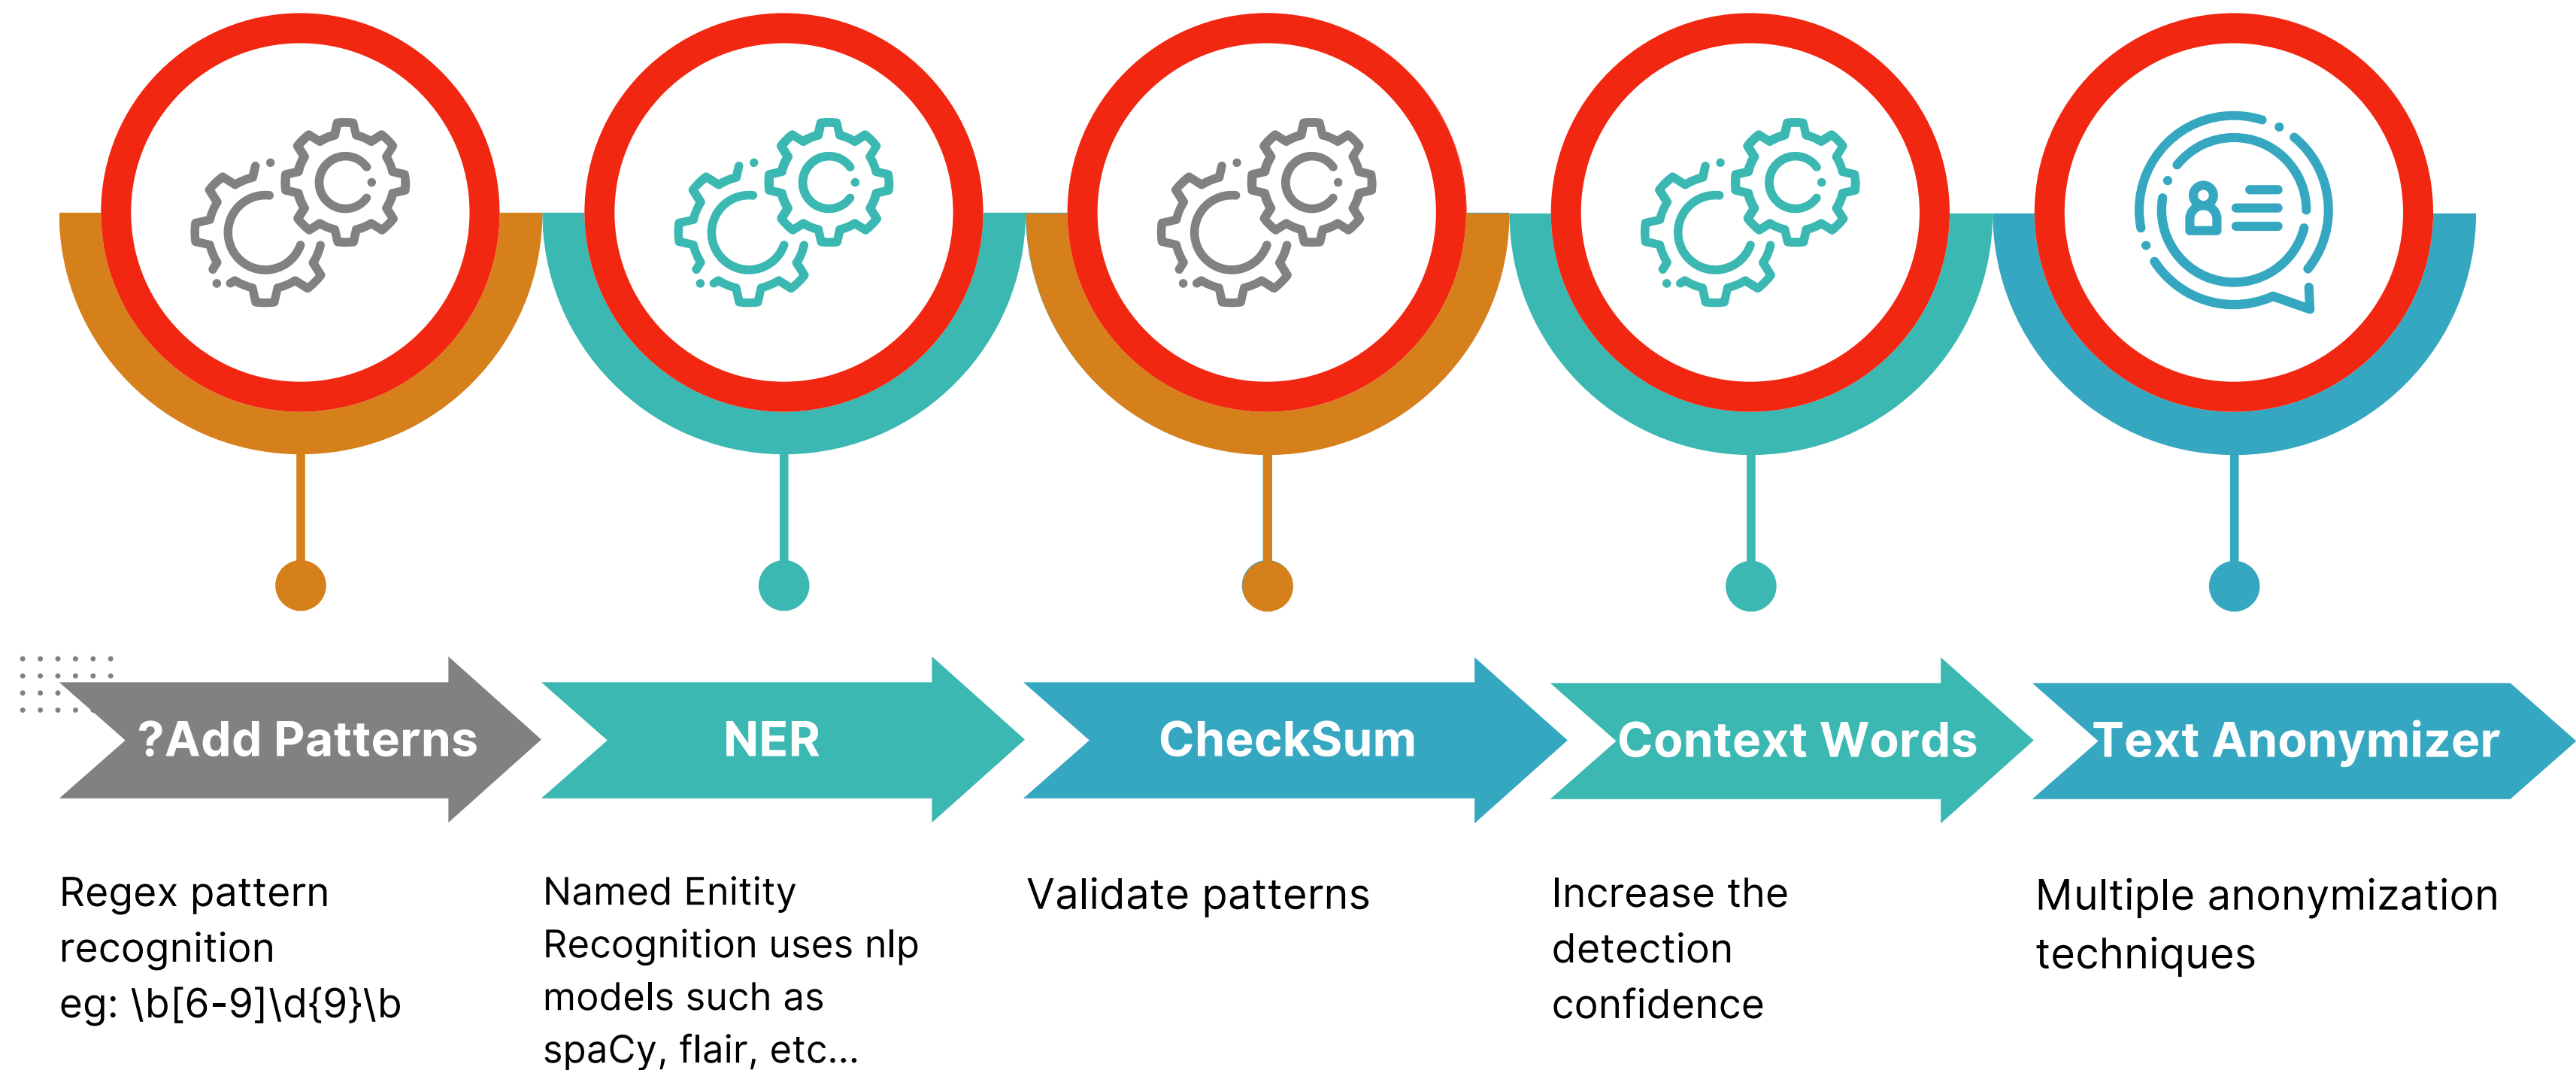 ?Add Patterns
NER
CheckSum
Context Words
Text Anonymizer
Regex pattern
recognition
eg: \b[6-9]\d{9}\b
Named Enitity
Recognition uses nlp
models such as
spaCy, flair, etc...
Validate patterns
Increase the
detection
confidence
Multiple anonymization
techniques